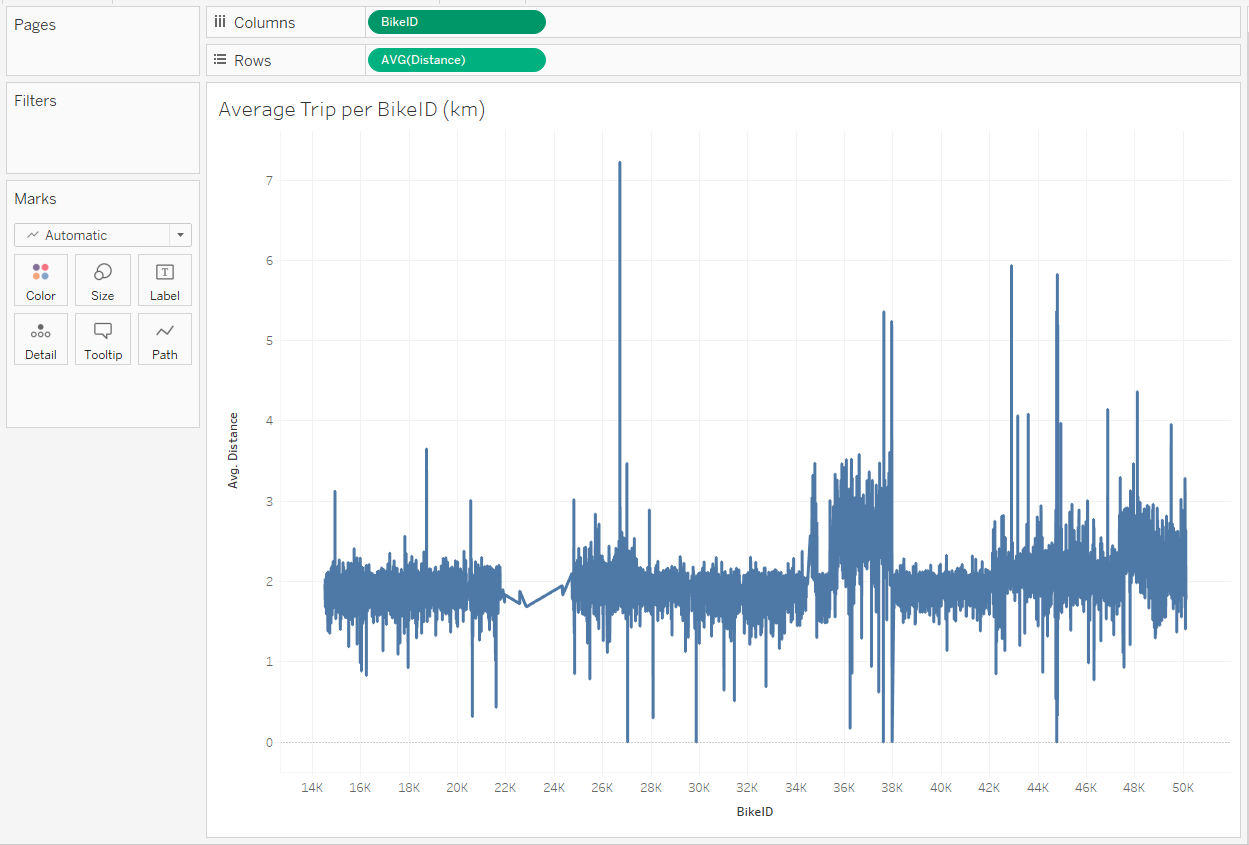 Pages
Columns
BikeID
Rows
AVG(Distance)
Filters
Marks
Automatic
Color
Size
T
Label
Detail
Tooltip
Path
Average Trip per BikeID (km)
7
6
5
4
3
2
1
0
Avg. Distance
14K 16K 18K 20K 22K 24K 26K 28K 30K 32K 34K 36K 38K 40K 42K 44K 46K 48K 50K
BikeID